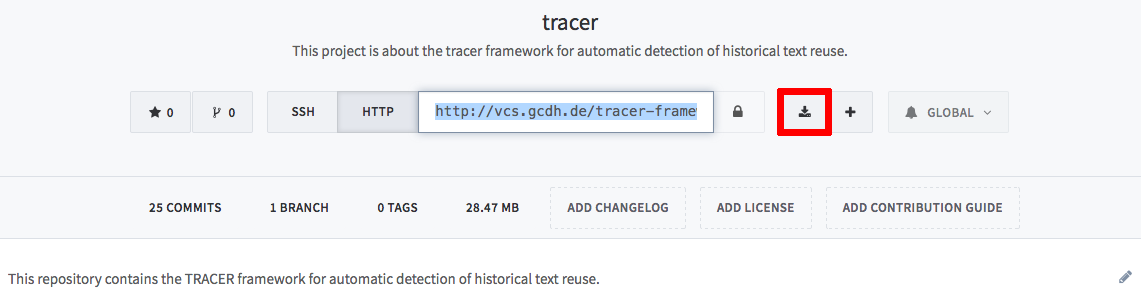 tracer
This project is about the tracer framework for automatic detection of historical text reuse.
0 0 SSH HTTP http://vcs.gcdh.de/tracer-frame GLOBAL
25 COMMITS 1 BRANCH 0 TAGS 28.47 MB ADD CHANGELOG ADD LICENSE ADD CONTRIBUTION GUIDE
This repository contains the TRACER framework for automatic detection of historical text reuse.